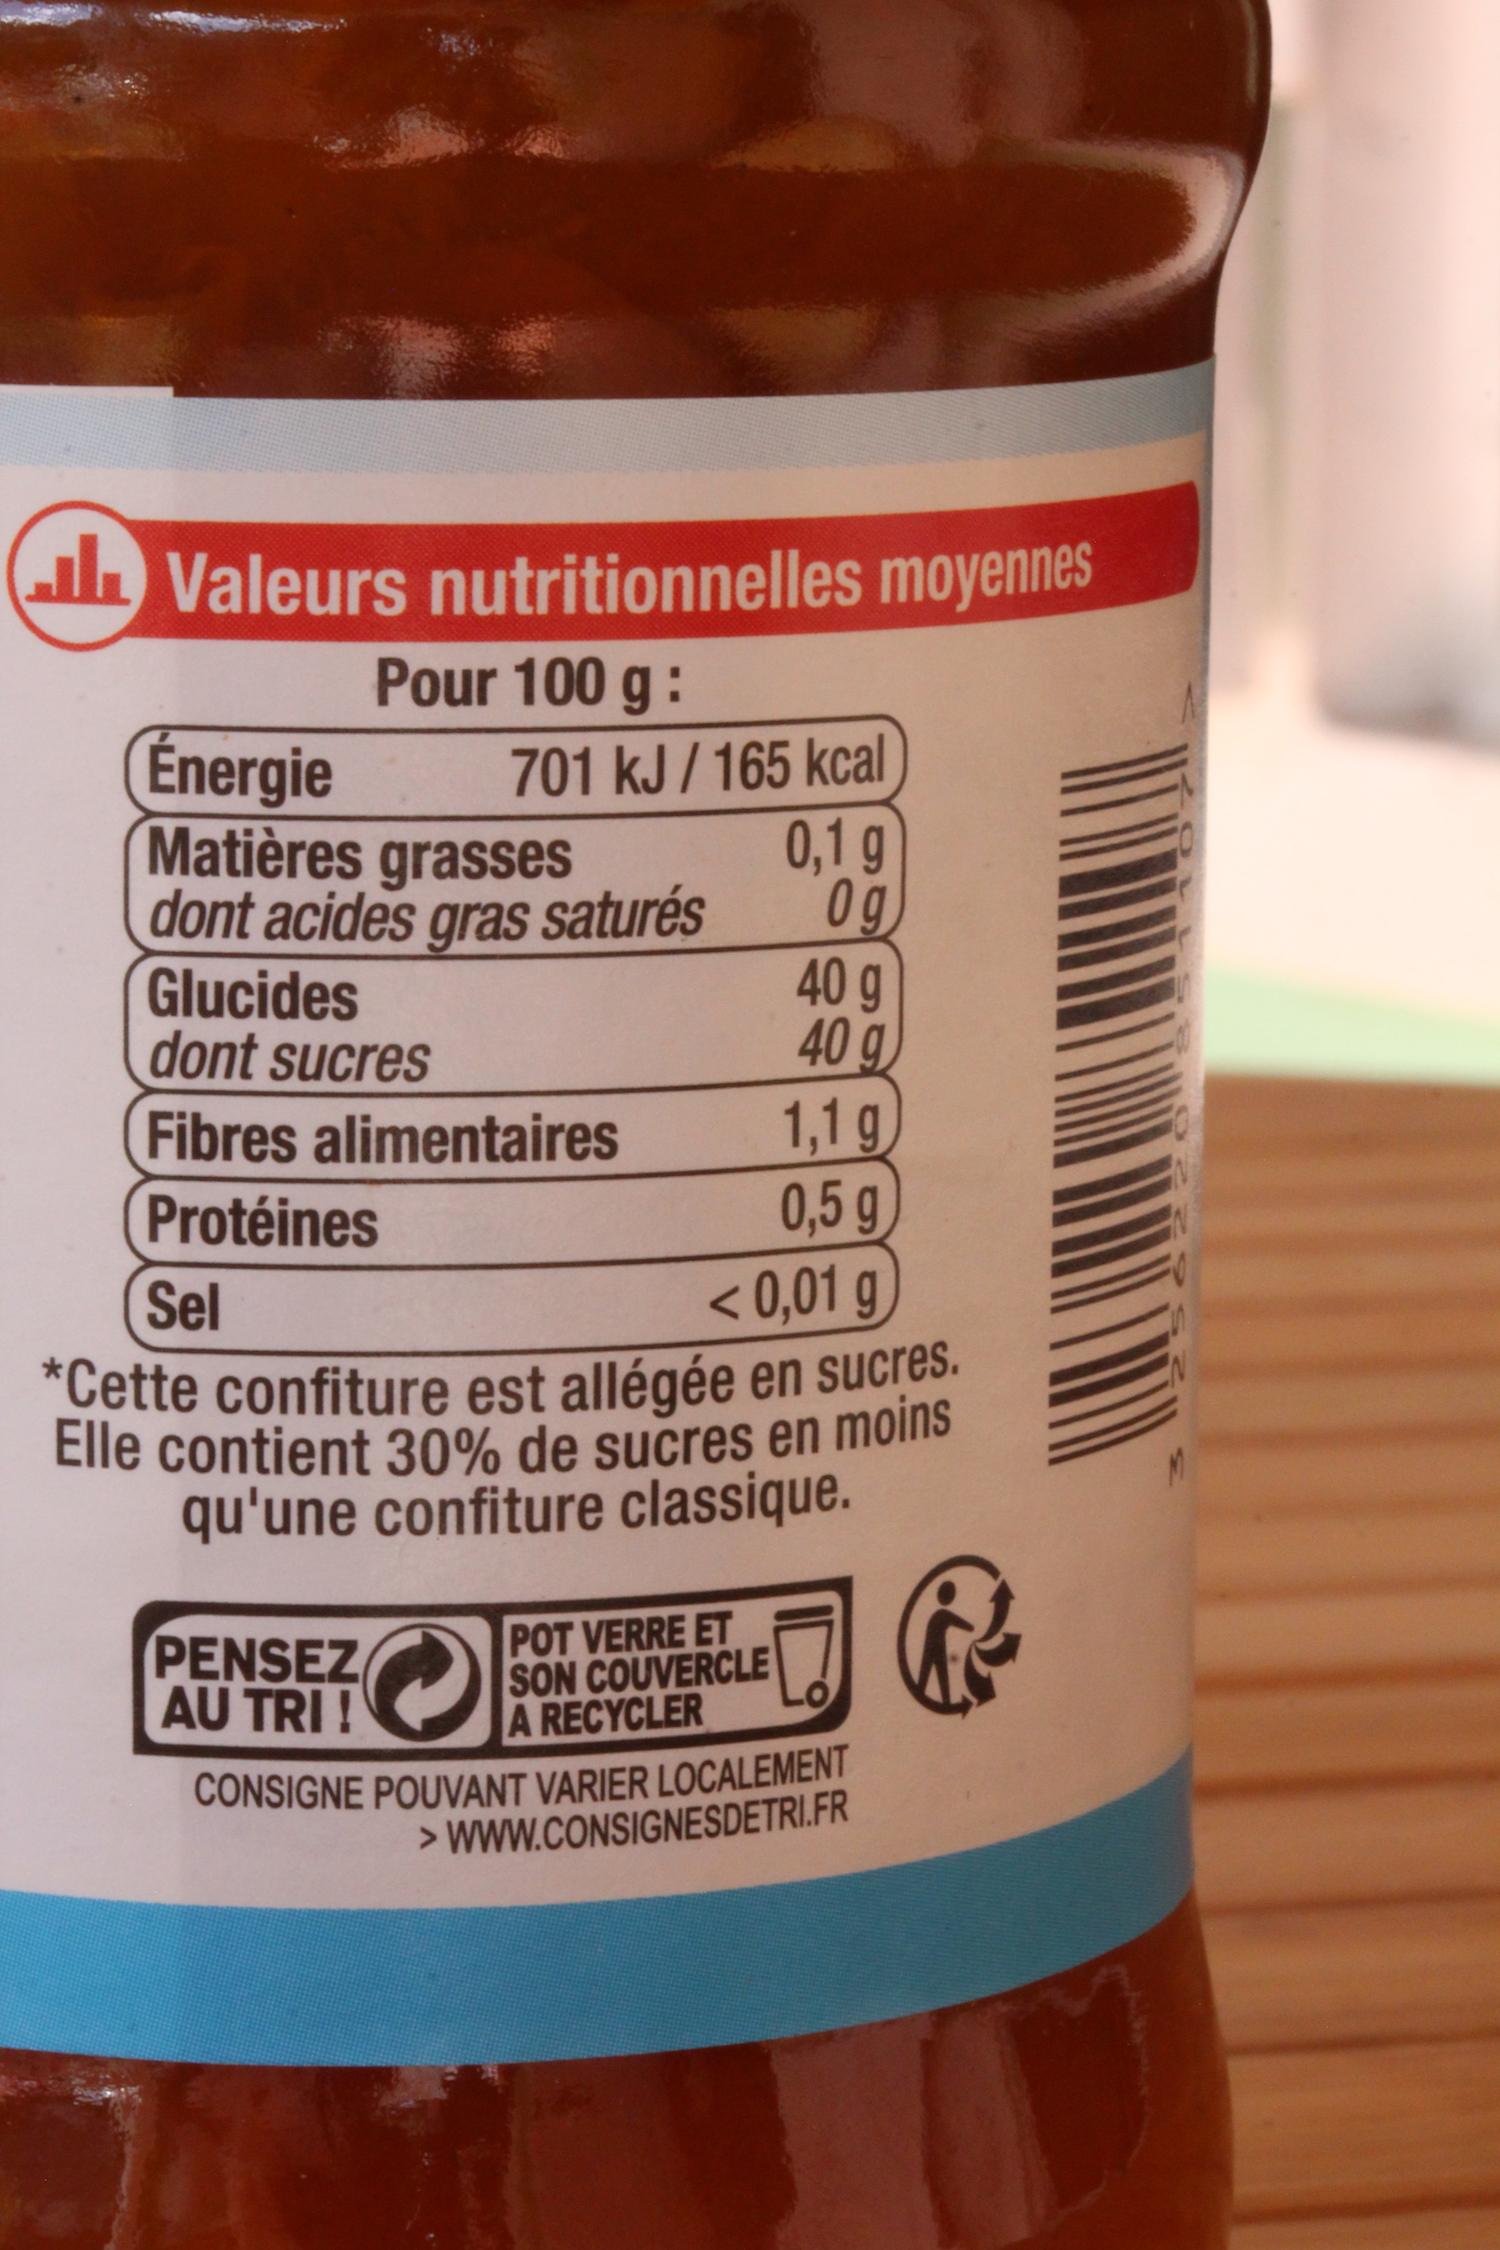 Valeurs nutritionnelles moyennes
Pour 100 g :
Énergie 701 kJ / 165 kcal
Matières grasses 0,1 g
dont acides gras saturés 0 g
Glucides 40 g
dont sucres 40 g
Fibres alimentaires 1,1 g
Protéines 0,5 g
Sel < 0,01 g
*Cette confiture est allégée en sucres.
Elle contient 30% de sucres en moins
qu'une confiture classique.
PENSEZ
AU TRI !
POT VERRE ET
SON COUVERCLE
A RECYCLER
CONSIGNE POUVANT VARIER LOCALEMENT
> WWW.CONSIGNESDETRI.FR
3 256220 851107 >